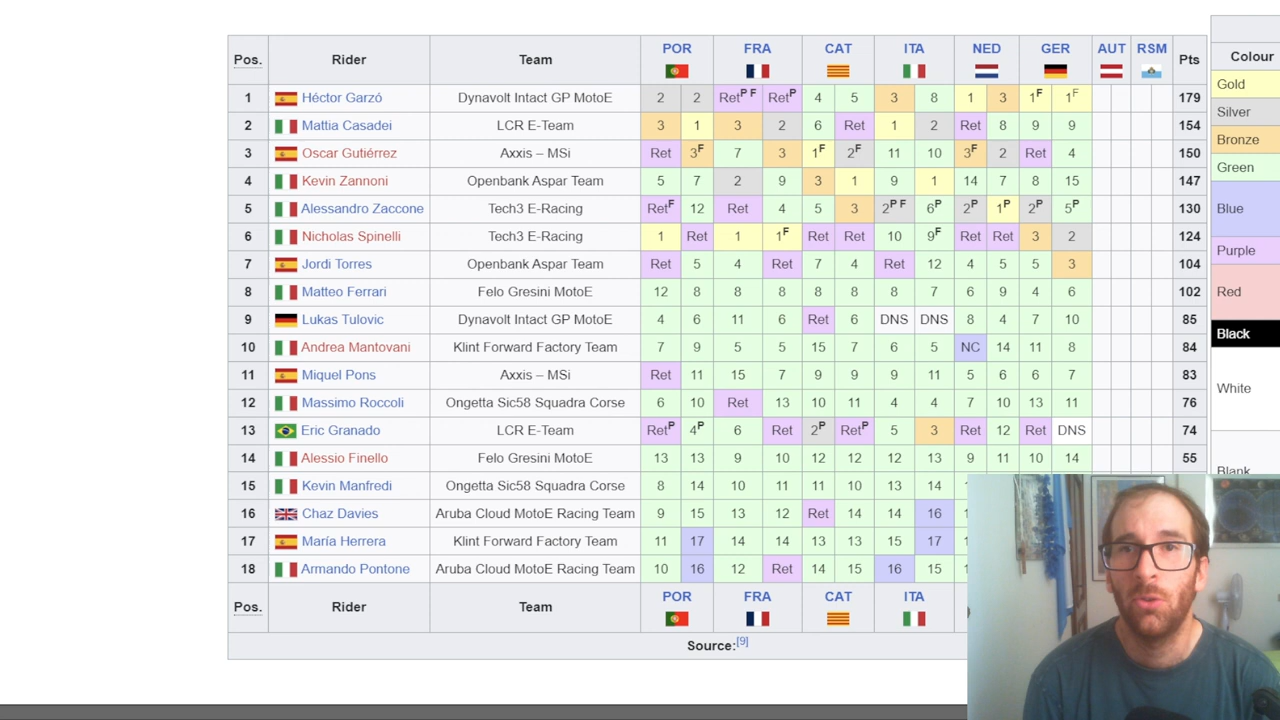 Pos. Rider Team POR FRA CAT ITA NED GER AUT RSM Pts
1 Héctor Garzó Dynavolt Intact GP MotoE 2 2 Ret^P F Ret^P 4 5 3 8 1 3 1^F 1^F 179
2 Mattia Casadei LCR E-Team 3 1 3 2 6 Ret 1 2 Ret 8 9 9 154
3 Oscar Gutiérrez Axxis – MSi Ret 3^F 7 3 1^F 2^F 11 10 3^F 2 Ret 4 150
4 Kevin Zannoni Openbank Aspar Team 5 7 2 9 3 1 9 1 14 7 8 15 147
5 Alessandro Zaccone Tech3 E-Racing Ret^F 12 Ret 4 5 3 2^P F 6^P 2^P 1^P 2^P 5^P 130
6 Nicholas Spinelli Tech3 E-Racing 1 Ret 1 1^F Ret Ret 10 9^F Ret Ret 3 2 124
7 Jordi Torres Openbank Aspar Team Ret 5 4 Ret 7 4 Ret 12 4 5 5 3 104
8 Matteo Ferrari Felo Gresini MotoE 12 8 8 8 8 8 8 7 6 9 4 6 102
9 Lukas Tulovic Dynavolt Intact GP MotoE 4 6 11 6 Ret 6 DNS DNS 8 4 7 10 85
10 Andrea Mantovani Klint Forward Factory Team 7 9 5 5 15 7 6 5 NC 14 11 8 84
11 Miquel Pons Axxis – MSi Ret 11 15 7 9 9 9 11 5 6 6 7 83
12 Massimo Roccoli Ongetta Sic58 Squadra Corse 6 10 Ret 13 10 11 4 4 7 10 13 11 76
13 Eric Granado LCR E-Team Ret^P 4^P 6 Ret 2^P Ret^P 5 3 Ret 12 Ret DNS 74
14 Alessio Finello Felo Gresini MotoE 13 13 9 10 12 12 12 13 9 11 10 14 55
15 Kevin Manfredi Ongetta Sic58 Squadra Corse 8 14 10 11 11 10 13 14
16 Chaz Davies Aruba Cloud MotoE Racing Team 9 15 13 12 Ret 14 14 16
17 María Herrera Klint Forward Factory Team 11 17 14 14 13 13 15 17
18 Armando Pontone Aruba Cloud MotoE Racing Team 10 16 12 Ret 14 15 16 15
Pos. Rider Team POR FRA CAT ITA
Source:[9]
Colour
Gold
Silver
Bronze
Green
Blue
Purple
Red
Black
White
Blank